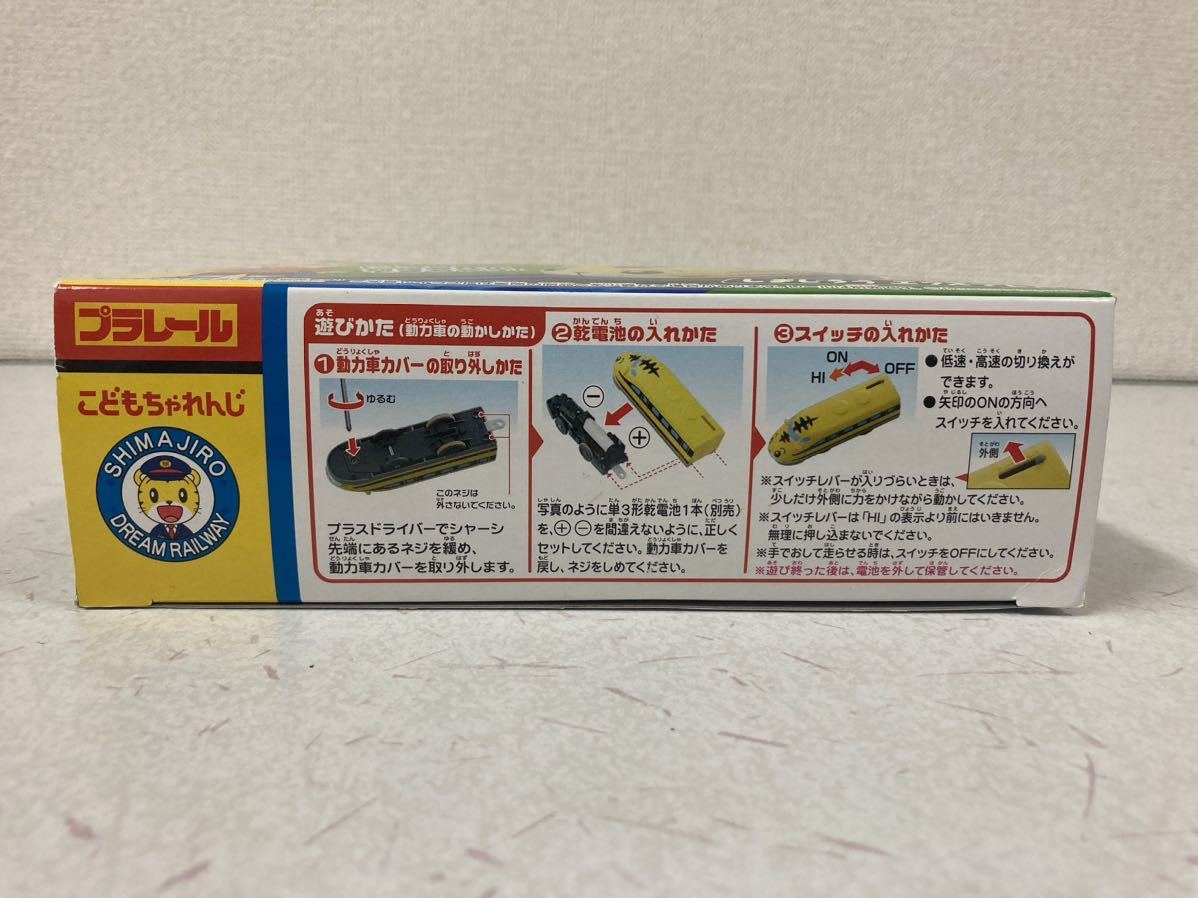 プラレール
こどもちゃれんじ
SHIMAJIRO
DREAM RAILWAY
遊びかた(動力車の動かしかた)
①動力車カバーの取り外しかた
ゆるむ
このネジは
外さないでください。
プラスドライバーでシャーシ
先端にあるネジを緩め、
動力車カバーを取り外します。
②乾電池の入れかた
写真のように単3形乾電池1本(別売)
を、⊕⊖を間違えないように、正しく
セットしてください。動力車カバーを
戻し、ネジをしめてください。
③スイッチの入れかた
ON
HI
OFF
●低速・高速の切り換えが
できます。
●矢印のONの方向へ
スイッチを入れてください。
外側
※スイッチレバーが入りづらいときは、
少しだけ外側に力をかけながら動かしてください。
※スイッチレバーは「HI」の表示より前にはいきません。
無理に押し込まないでください。
※手でおして走らせる時は、スイッチをOFFにしてください。
※遊び終った後は、電池を外して保管してください。